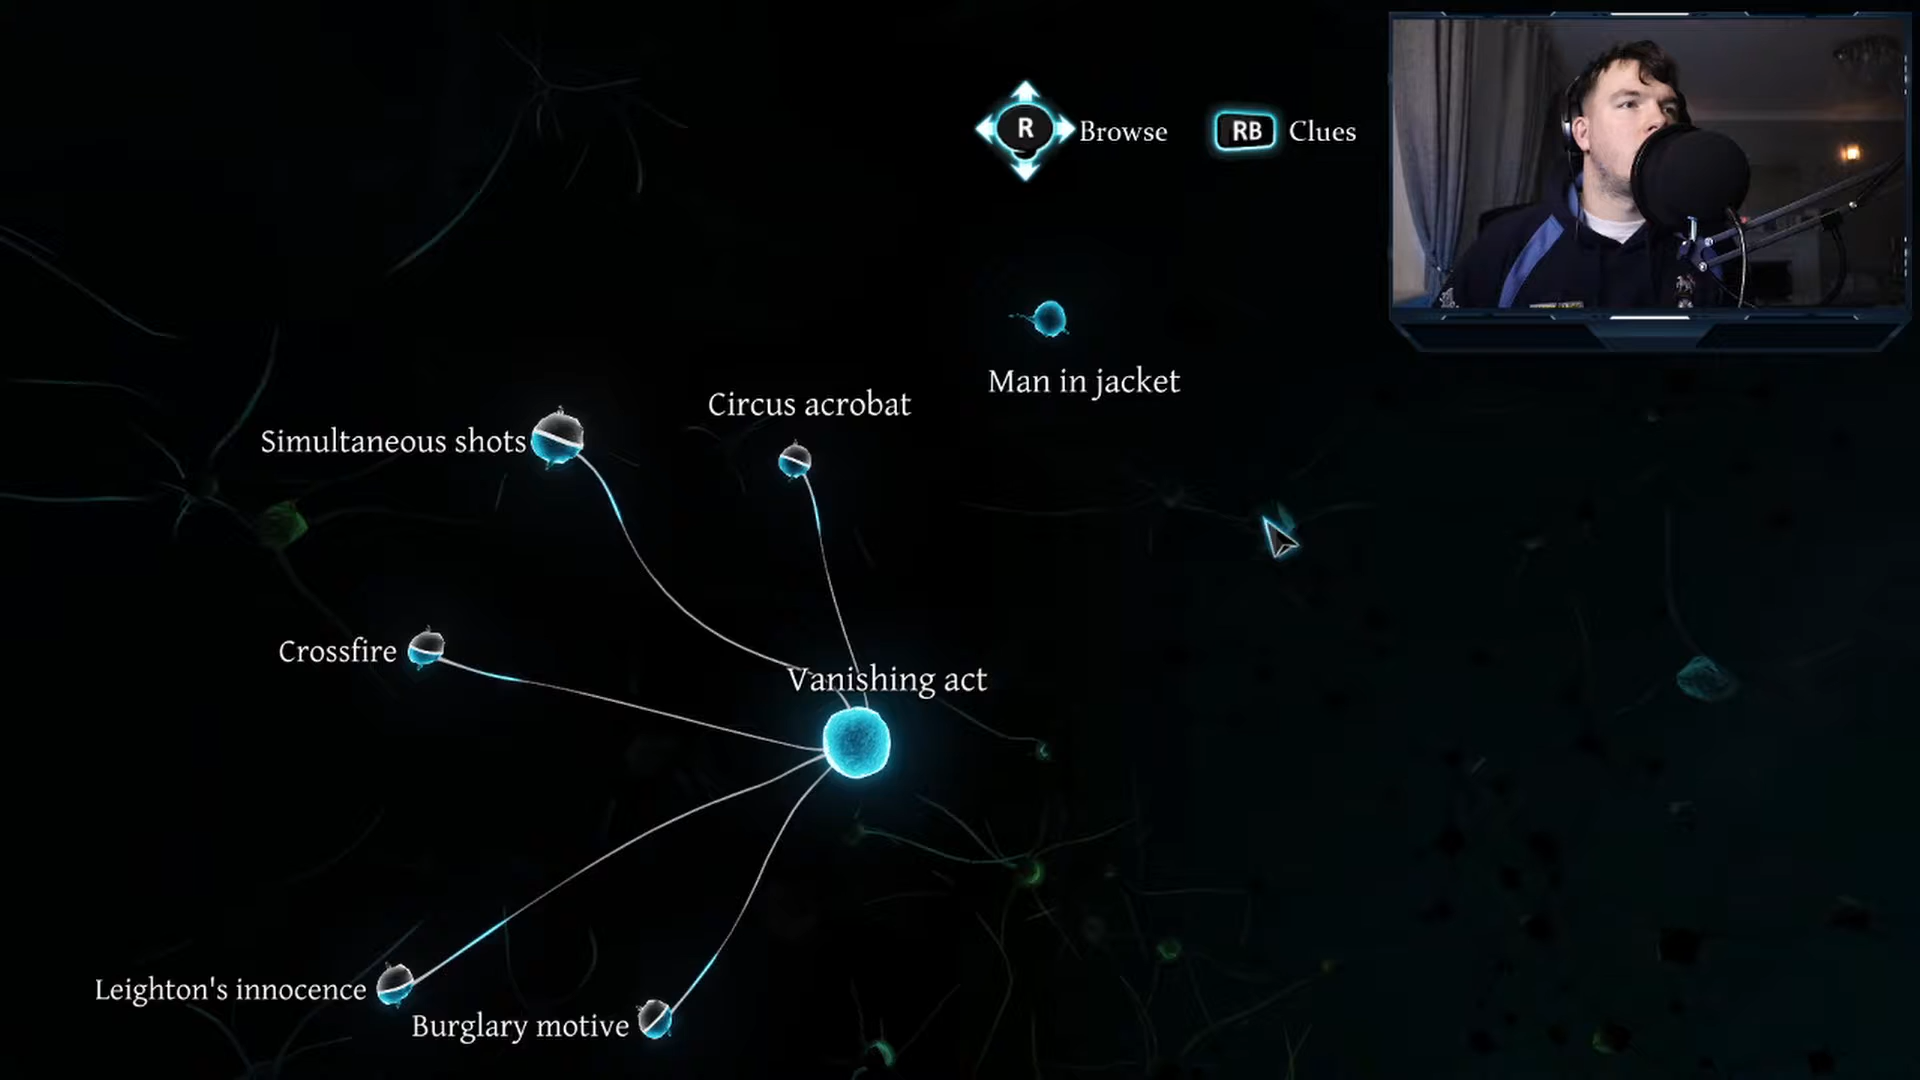 R Browse RB Clues
Man in jacket
Circus acrobat
Simultaneous shots
Crossfire
Vanishing act
Leighton's innocence
Burglary motive